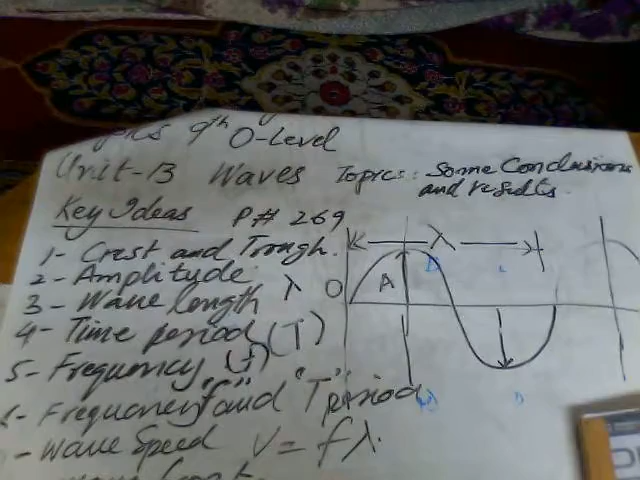 9th O-Level
Unit-13 Waves Topics: Some Conclusions
and results.
Key Ideas P# 269
1- Crest and Trough.
2- Amplitude.
3- Wave length λ
4- Time period (T)
5- Frequency (f)
Frequency "f" and "T" period
- Wave Speed V = fλ.
λ
O
A